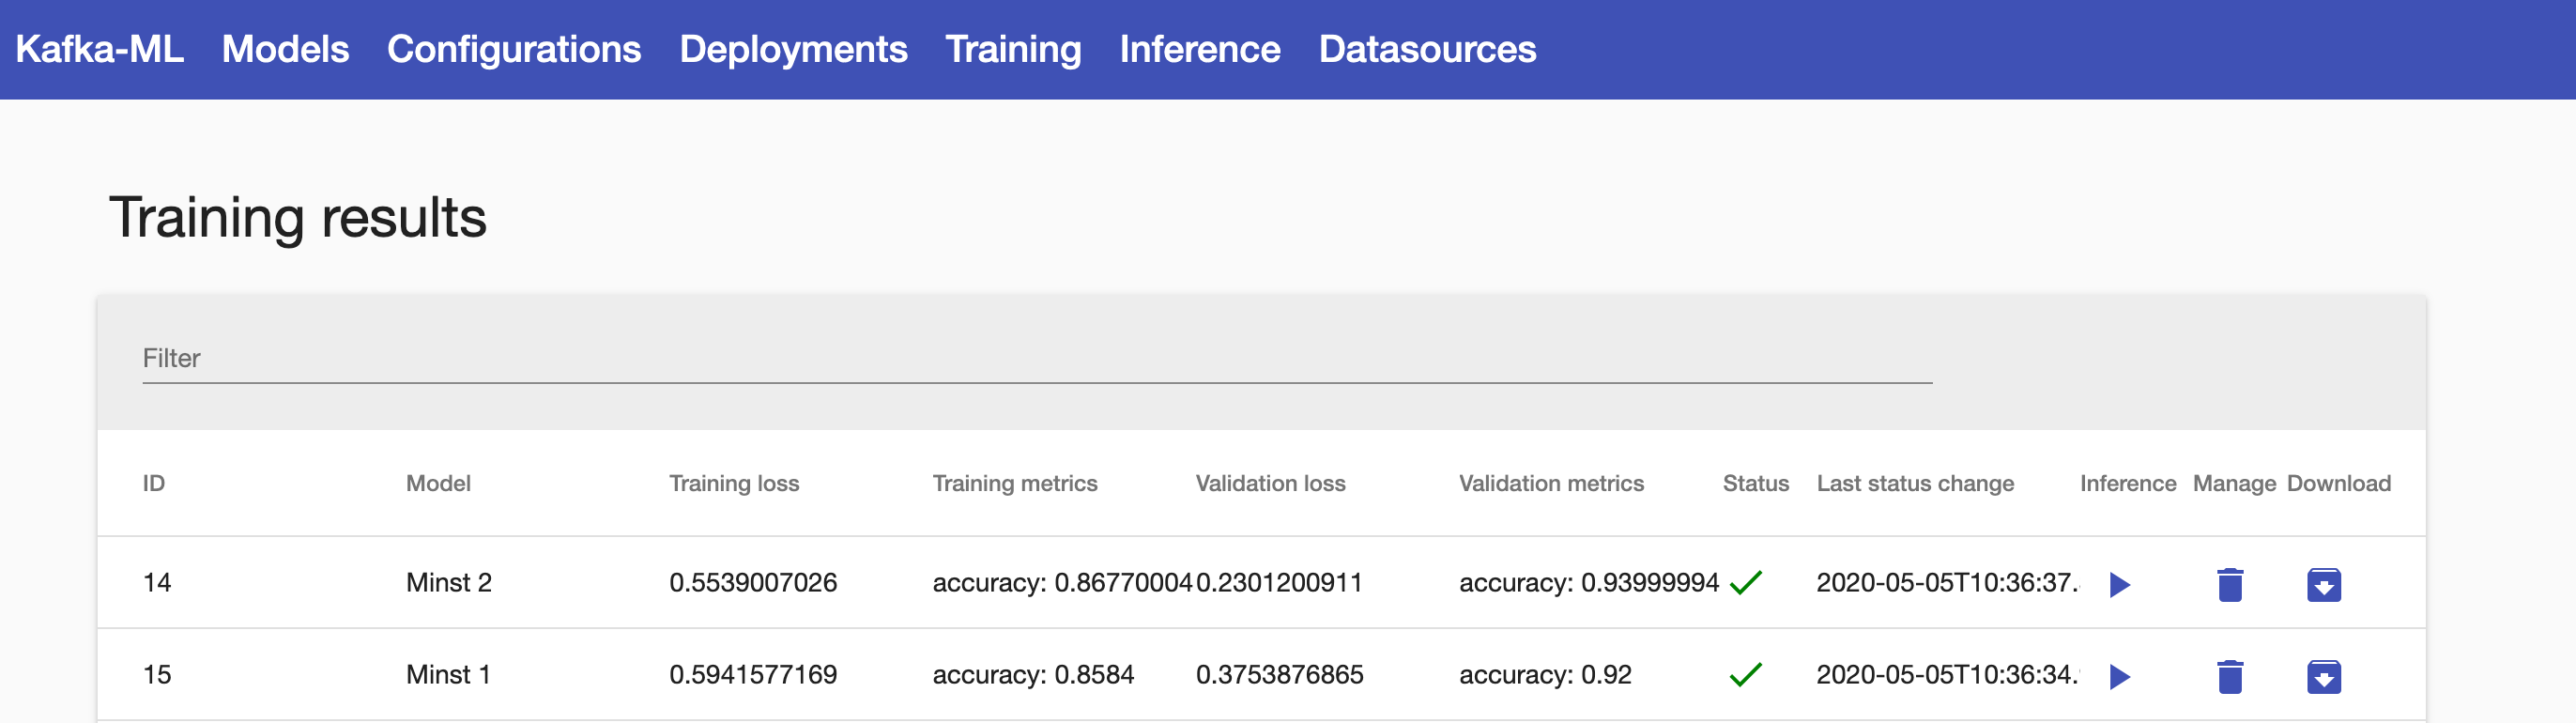 Kafka-ML Models Configurations Deployments Training Inference Datasources
Training results
Filter
ID Model Training loss Training metrics Validation loss Validation metrics Status Last status change Inference Manage Download
14 Minst 2 0.5539007026 accuracy: 0.86770004 0.2301200911 accuracy: 0.93999994 2020-05-05T10:36:37.
15 Minst 1 0.5941577169 accuracy: 0.8584 0.3753876865 accuracy: 0.92 2020-05-05T10:36:34.